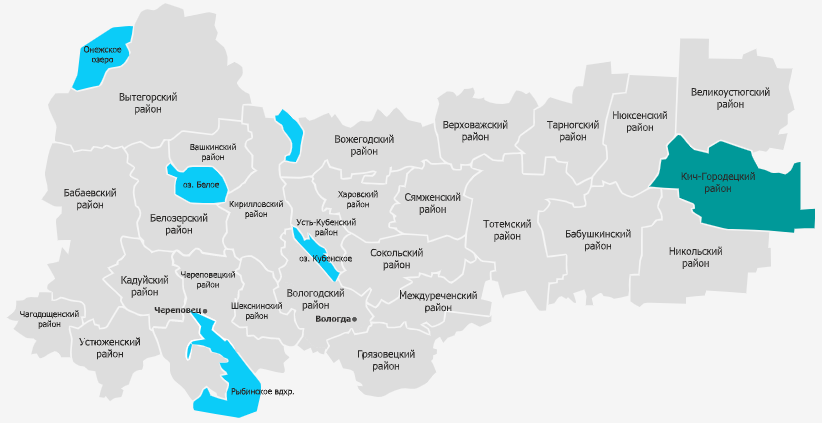 Онежское
озеро
Вытегорский
район
Великоустюгский
район
Нюксенский
район
Тарногский
район
Верховажский
район
Вожегодский
район
Вашкинский
район
оз. Белое
Кич-Городецкий
район
Бабаевский
район
Белозерский
район
Кирилловский
район
Харовский
район
Сямженский
район
Усть-Кубенский
район
Тотемский
район
Бабушкинский
район
Никольский
район
оз. Кубенское
Сокольский
район
Кадуйский
район
Череповецкий
район
Вологодский
район
Междуреченский
район
Шекснинский
район
Череповец
Вологда
Чагодощенский
район
Устюженский
район
Грязовецкий
район
Рыбинское вдхр.